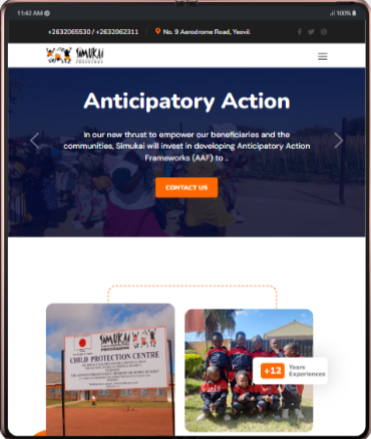 11:42 AM
100%
+2632065530 / +2632062311
No. 9 Aerodrome Road, Yeovil
SIMUKAI
Anticipatory Action
In our new thrust to empower our beneficiaries and the
communities, Simukai will invest in developing Anticipatory Action
Frameworks (AAF) to ..
CONTACT US
SIMUKAI
CHILD PROTECTION CENTRE
+12
Years
Experiences